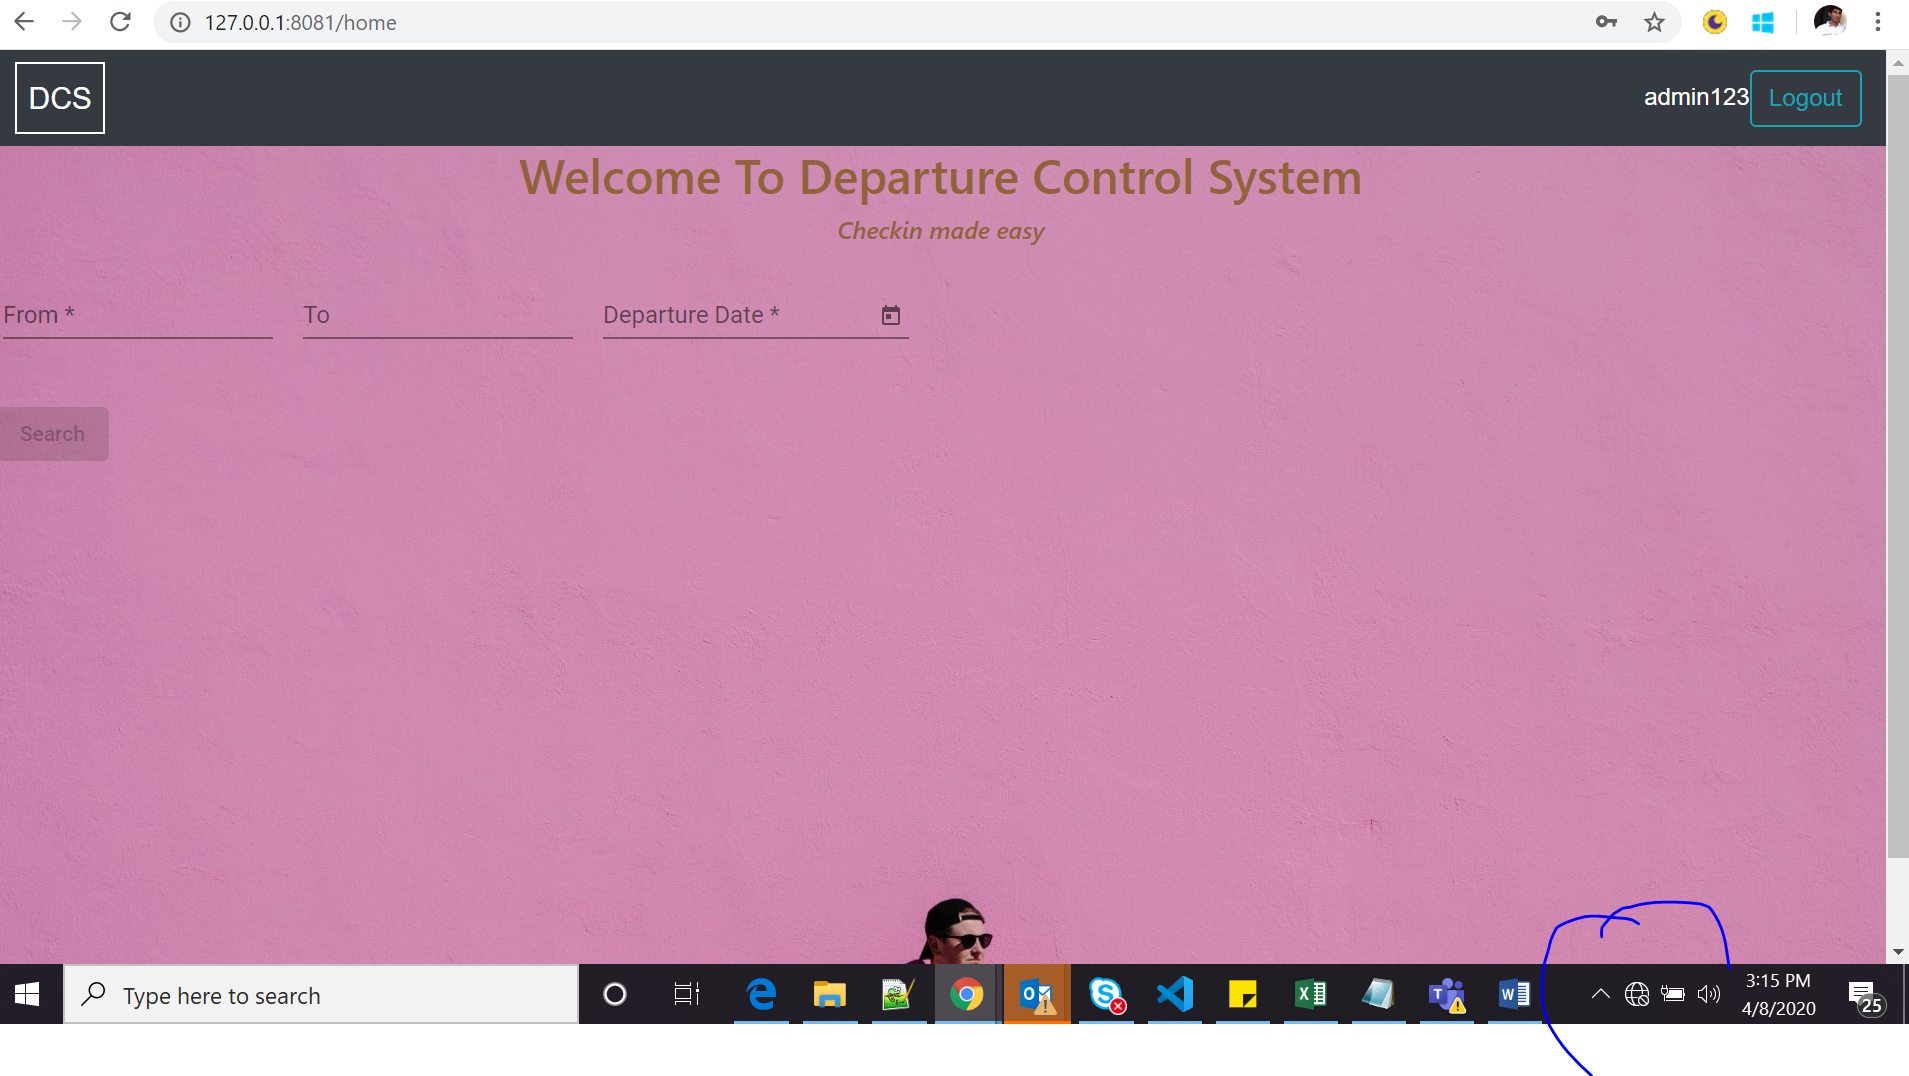 127.0.0.1:8081/home
DCS
admin123 Logout
Welcome To Departure Control System
Checkin made easy
From * To Departure Date *
Search
Type here to search
3:15 PM
4/8/2020
25